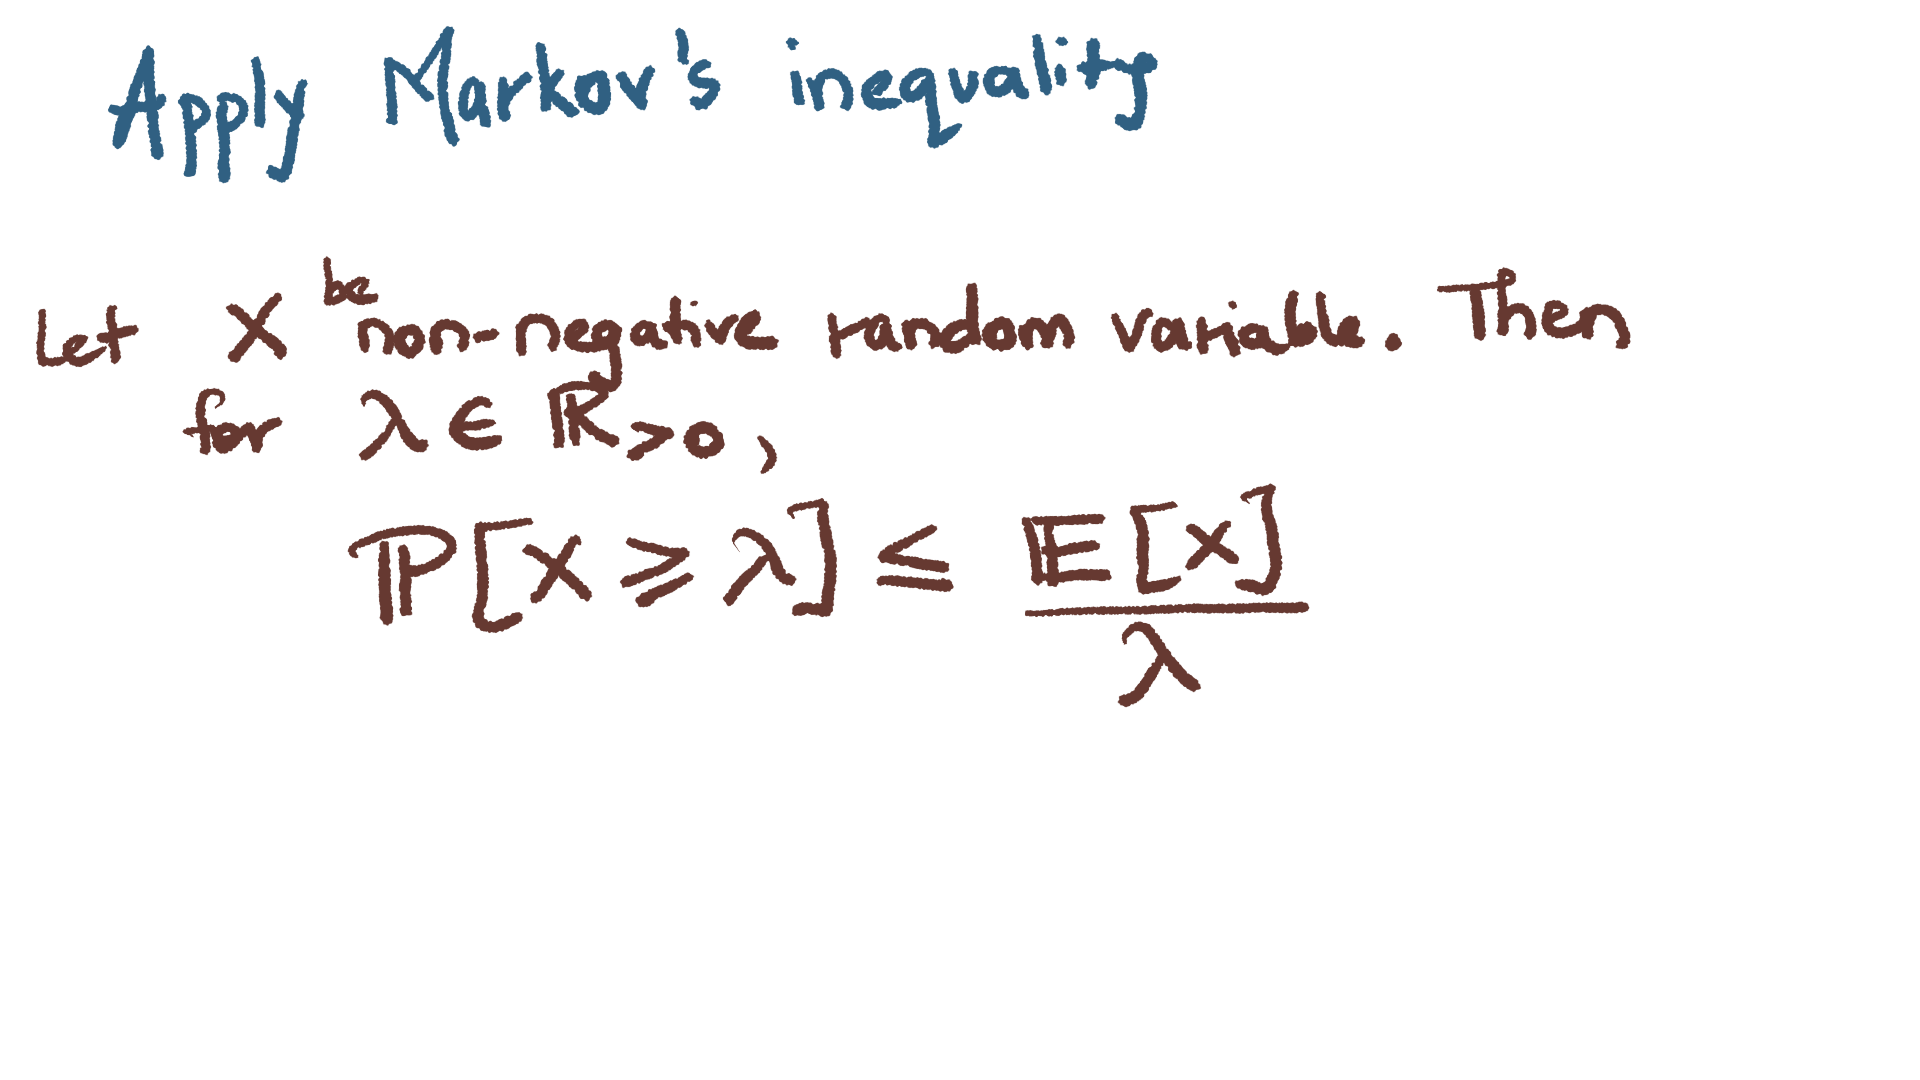 Apply Markov's inequality
Let X be non-negative random variable. Then
for λ ∈ ℝ>0,
ℙ[X ⩾ λ] ≤ 𝔼[X] / λ